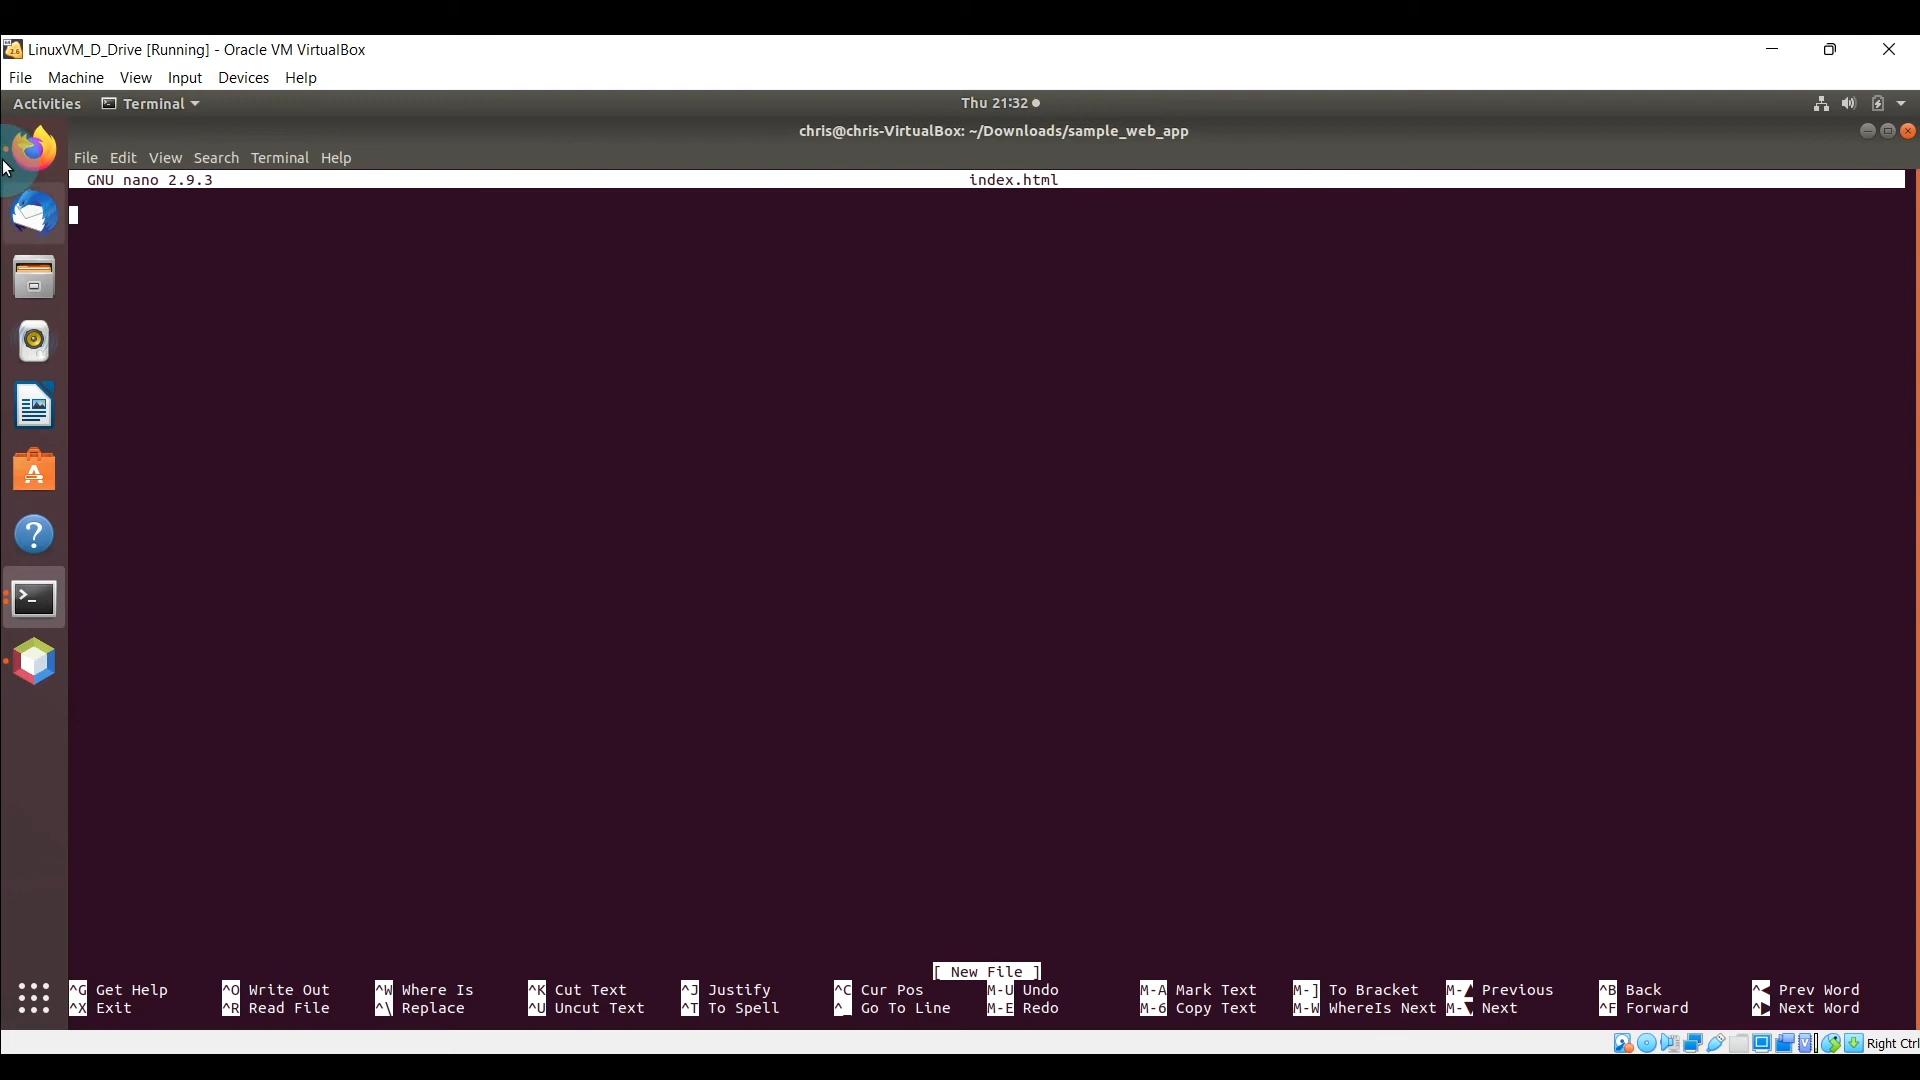 LinuxVM_D_Drive [Running] - Oracle VM VirtualBox
File Machine View Input Devices Help
Activities Terminal Thu 21:32
chris@chris-VirtualBox: ~/Downloads/sample_web_app
File Edit View Search Terminal Help
GNU nano 2.9.3 index.html
[ New File ]
^G Get Help ^O Write Out ^W Where Is ^K Cut Text ^J Justify ^C Cur Pos M-U Undo M-A Mark Text M-] To Bracket M-▲ Previous ^B Back ^◀ Prev Word
^X Exit ^R Read File ^\ Replace ^U Uncut Text ^T To Spell ^_ Go To Line M-E Redo M-6 Copy Text M-W WhereIs Next M-▼ Next ^F Forward ^▶ Next Word
Right Ctrl